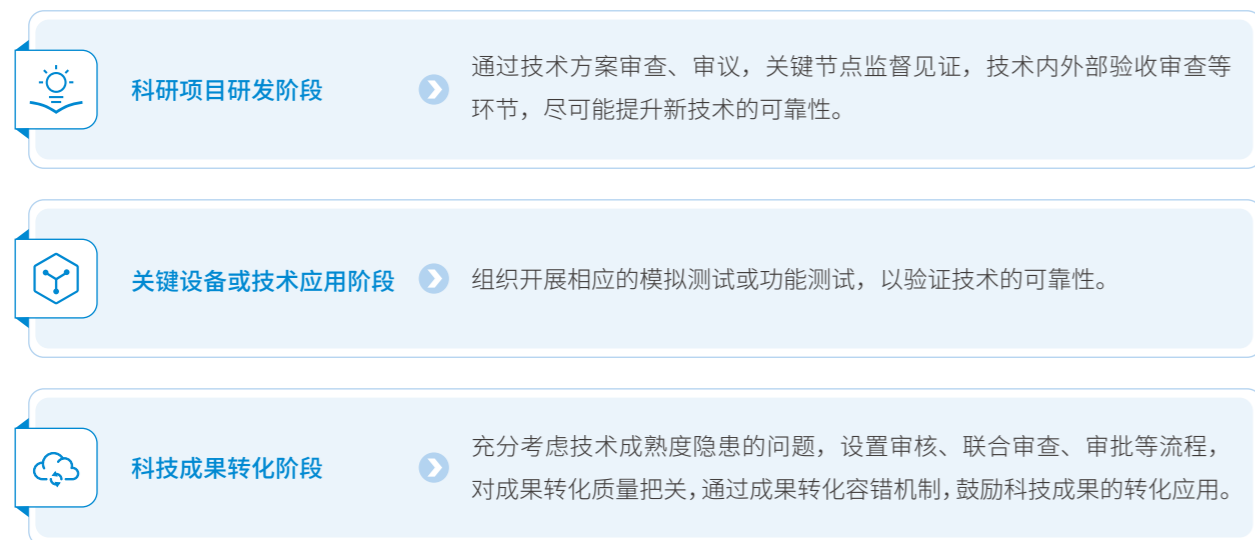 科研项目研发阶段
通过技术方案审查、审议，关键节点监督见证，技术内外部验收审查等
环节，尽可能提升新技术的可靠性。
关键设备或技术应用阶段
组织开展相应的模拟测试或功能测试，以验证技术的可靠性。
科技成果转化阶段
充分考虑技术成熟度隐患的问题，设置审核、联合审查、审批等流程，
对成果转化质量把关，通过成果转化容错机制，鼓励科技成果的转化应用。